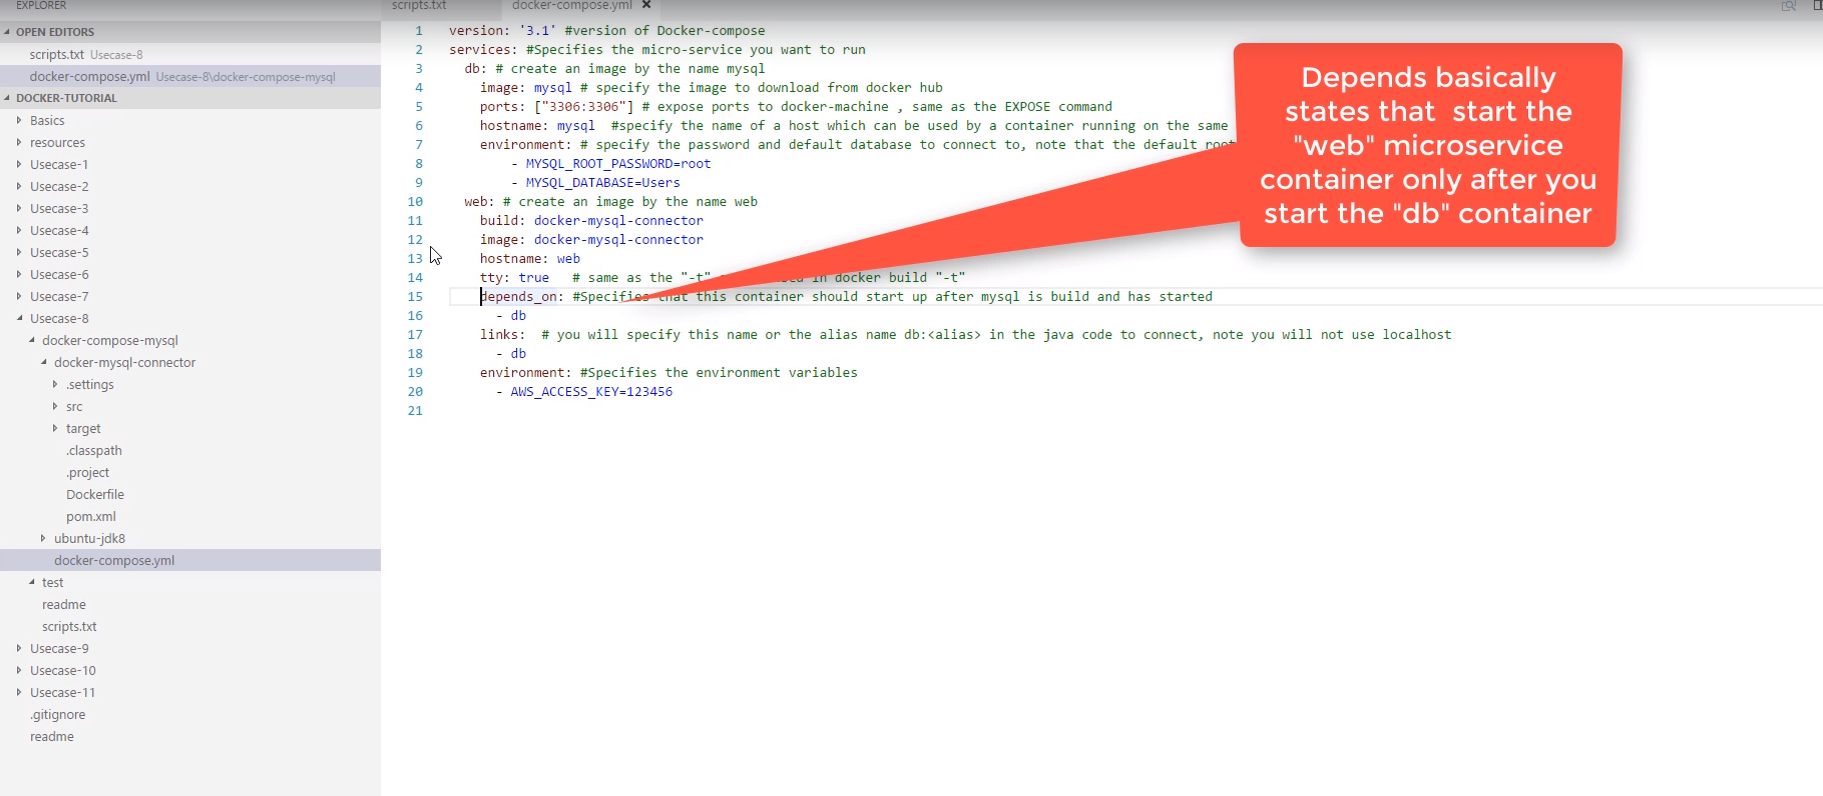 EXPLORER
OPEN EDITORS
scripts.txt Usecase-8
docker-compose.yml Usecase-8\docker-compose-mysql
DOCKER-TUTORIAL
Basics
resources
Usecase-1
Usecase-2
Usecase-3
Usecase-4
Usecase-5
Usecase-6
Usecase-7
Usecase-8
docker-compose-mysql
docker-mysql-connector
.settings
src
target
.classpath
.project
Dockerfile
pom.xml
ubuntu-jdk8
docker-compose.yml
test
readme
scripts.txt
Usecase-9
Usecase-10
Usecase-11
.gitignore
readme
scripts.txt docker-compose.yml
1 version: '3.1' #version of Docker-compose
2 services: #Specifies the micro-service you want to run
3 db: # create an image by the name mysql
4 image: mysql # specify the image to download from docker hub
5 ports: ["3306:3306"] # expose ports to docker-machine , same as the EXPOSE command
6 hostname: mysql #specify the name of a host which can be used by a container running on the same
7 environment: # specify the password and default database to connect to, note that the default root
8 - MYSQL_ROOT_PASSWORD=root
9 - MYSQL_DATABASE=Users
10 web: # create an image by the name web
11 build: docker-mysql-connector
12 image: docker-mysql-connector
13 hostname: web
14 tty: true # same as the "-t" in docker build "-t"
15 depends_on: #Specifies that this container should start up after mysql is build and has started
16 - db
17 links: # you will specify this name or the alias name db:<alias> in the java code to connect, note you will not use localhost
18 - db
19 environment: #Specifies the environment variables
20 - AWS_ACCESS_KEY=123456
21
Depends basically
states that start the
"web" microservice
container only after you
start the "db" container